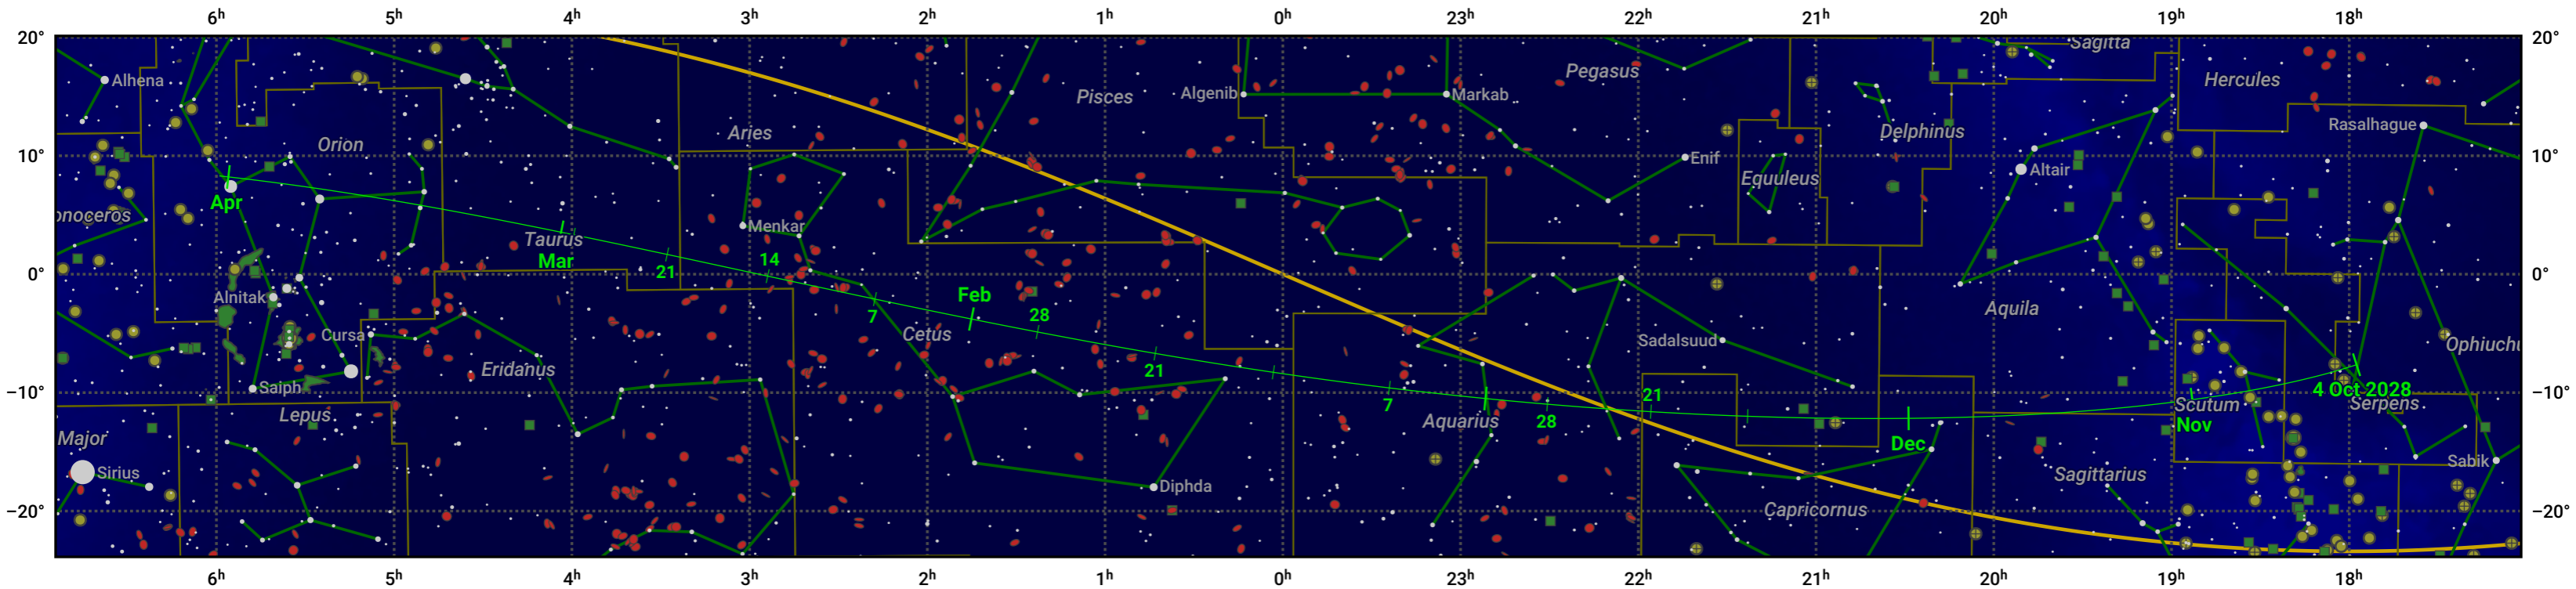 6ʰ 5ʰ 4ʰ 3ʰ 2ʰ 1ʰ 0ʰ 23ʰ 22ʰ 21ʰ 20ʰ 19ʰ 18ʰ
20° 20°
Sagitta
Pegasus
Alhena Hercules
Algenib Markab
Pisces
Rasalhague
Aries Delphinus
Orion
10° 10°
Enif
Altair
Equuleus
Apr
onoceros
Menkar
Taurus
Mar
14
21
0° 0°
Feb
Alnitak
Aquila
7 28
Cursa Cetus
Sadalsuud
Ophiuchu
Eridanus 21
Saiph
−10° −10°
4 Oct 2028
21
7
Scutum Serpens
Lepus
Aquarius 28
Nov
Major
Dec
Sabik
Sirius
Sagittarius
Diphda
−20° −20°
Capricornus
6ʰ 5ʰ 4ʰ 3ʰ 2ʰ 1ʰ 0ʰ 23ʰ 22ʰ 21ʰ 20ʰ 19ʰ 18ʰ